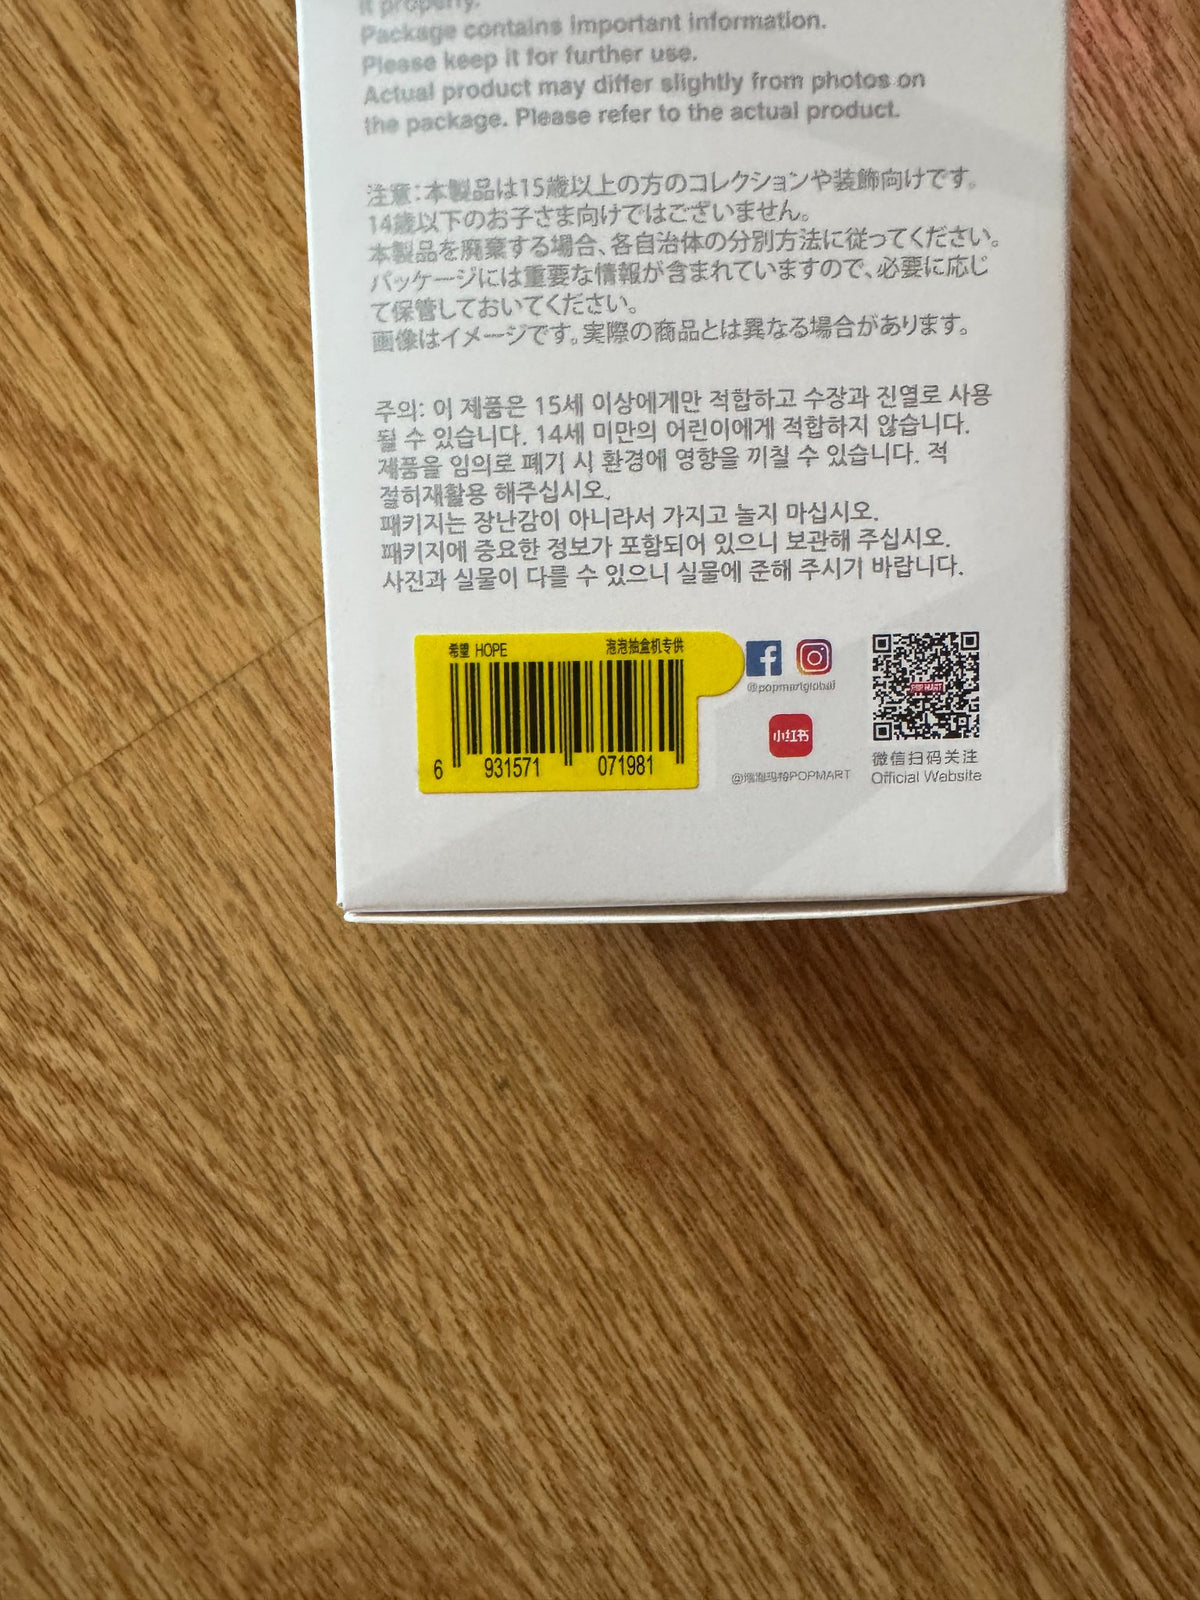 it properly.
Package contains important information.
Please keep it for further use.
Actual product may differ slightly from photos on
the package. Please refer to the actual product.
注意:本製品は15歳以上の方のコレクションや装飾向けです。
14歳以下のお子さま向けではございません。
本製品を廃棄する場合、各自治体の分別方法に従ってください。
パッケージには重要な情報が含まれていますので、必要に応じ
て保管しておいてください。
画像はイメージです。実際の商品とは異なる場合があります。
주의: 이 제품은 15세 이상에게만 적합하고 수장과 진열로 사용
될 수 있습니다. 14세 미만의 어린이에게 적합하지 않습니다.
제품을 임의로 폐기 시 환경에 영향을 끼칠 수 있습니다. 적
절히재활용 해주십시오.
패키지는 장난감이 아니라서 가지고 놀지 마십시오.
패키지에 중요한 정보가 포함되어 있으니 보관해 주십시오.
사진과 실물이 다를 수 있으니 실물에 준해 주시기 바랍니다.
希望 HOPE 泡泡抽盒机专供
6 931571 071981
@popmartglobal
小红书
@泡泡玛特POPMART
POP MART
微信扫码关注
Official Website